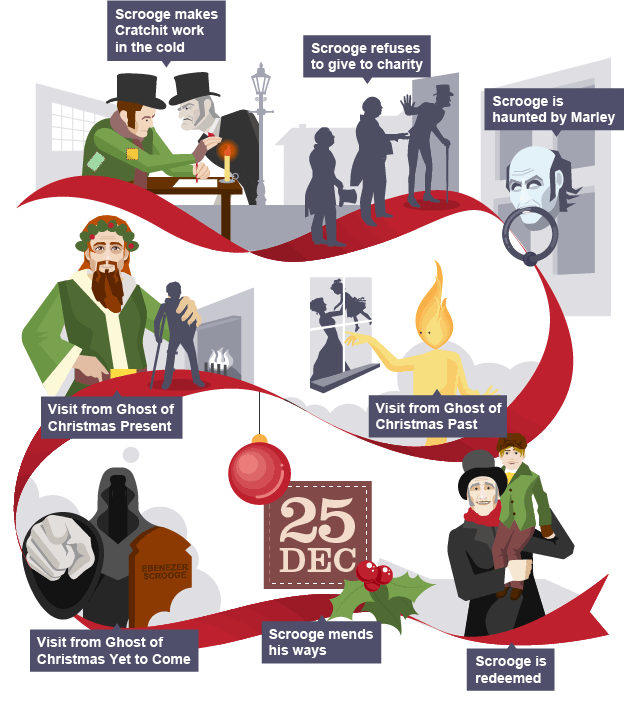 Scrooge makes
Cratchit work
in the cold
Scrooge refuses
to give to charity
Scrooge is
haunted by Marley
Visit from Ghost of
Christmas Past
Visit from Ghost of
Christmas Present
EBENEZER
SCROOGE
Visit from Ghost of
Christmas Yet to Come
25
DEC
Scrooge mends
his ways
Scrooge is
redeemed